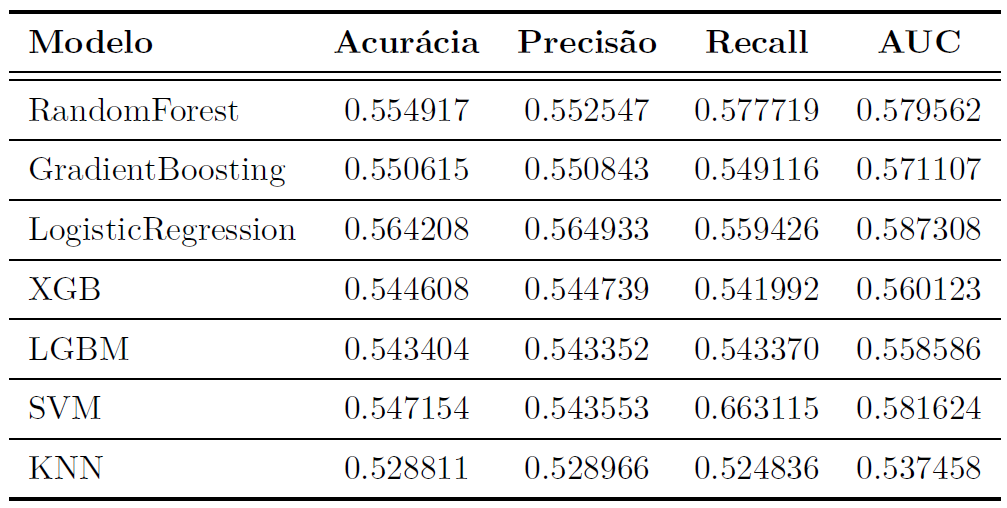 Modelo Acurácia Precisão Recall AUC
RandomForest 0.554917 0.552547 0.577719 0.579562
GradientBoosting 0.550615 0.550843 0.549116 0.571107
LogisticRegression 0.564208 0.564933 0.559426 0.587308
XGB 0.544608 0.544739 0.541992 0.560123
LGBM 0.543404 0.543352 0.543370 0.558586
SVM 0.547154 0.543553 0.663115 0.581624
KNN 0.528811 0.528966 0.524836 0.537458